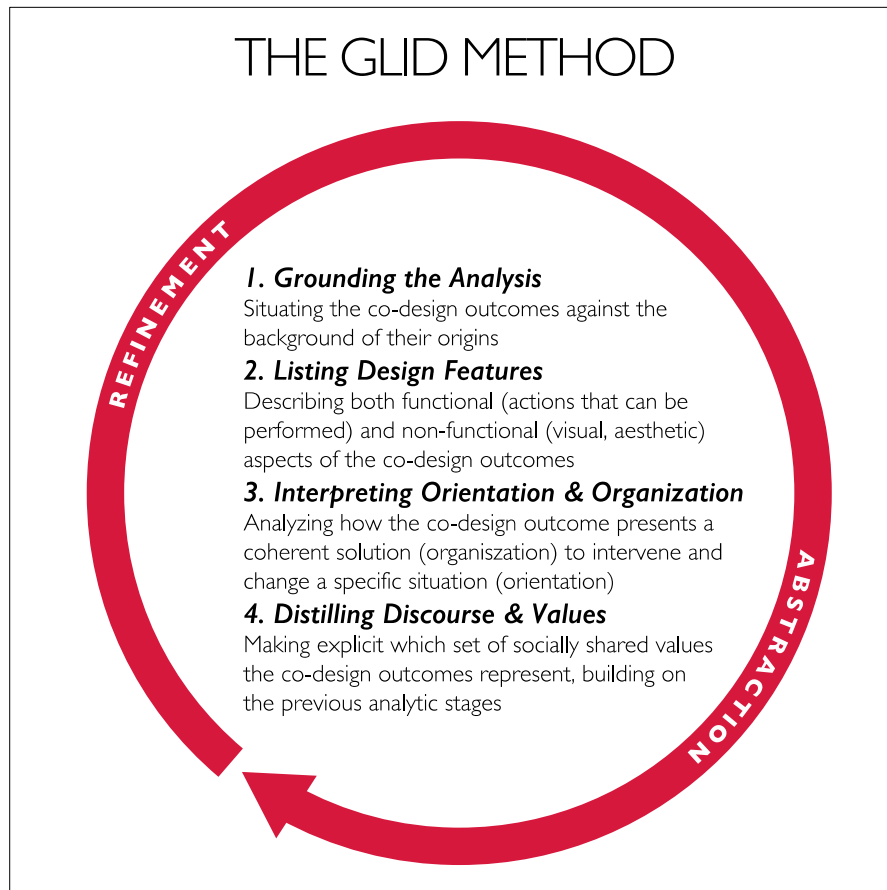 THE GLID METHOD
REFINEMENT
1. Grounding the Analysis
Situating the co-design outcomes against the
background of their origins
2. Listing Design Features
Describing both functional (actions that can be
performed) and non-functional (visual, aesthetic)
aspects of the co-design outcomes
3. Interpreting Orientation & Organization
Analyzing how the co-design outcome presents a
coherent solution (organiszation) to intervene and
change a specific situation (orientation)
4. Distilling Discourse & Values
Making explicit which set of socially shared values
the co-design outcomes represent, building on
the previous analytic stages
ABSTRACTION